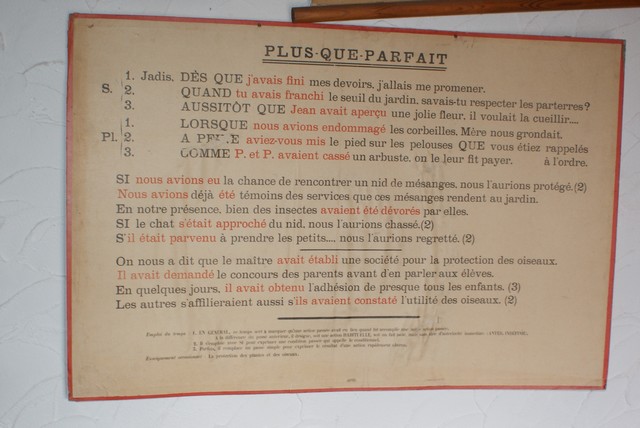 PLUS-QUE-PARFAIT
S. 1. Jadis, DÈS QUE j'avais fini mes devoirs, j'allais me promener.
2. QUAND tu avais franchi le seuil du jardin, savais-tu respecter les parterres?
3. AUSSITÔT QUE Jean avait aperçu une jolie fleur, il voulait la cueillir....
Pl. 1. LORSQUE nous avions endommagé les corbeilles, Mère nous grondait.
2. A PEINE aviez-vous mis le pied sur les pelouses QUE vous étiez rappelés à l'ordre.
3. COMME P. et P. avaient cassé un arbuste, on le leur fit payer.
SI nous avions eu la chance de rencontrer un nid de mésanges, nous l'aurions protégé.(2)
Nous avions déjà été témoins des services que ces mésanges rendent au jardin.
En notre présence, bien des insectes avaient été dévorés par elles.
SI le chat s'était approché du nid, nous l'aurions chassé.(2)
S'il était parvenu à prendre les petits...., nous l'aurions regretté. (2)
On nous a dit que le maître avait établi une société pour la protection des oiseaux.
Il avait demandé le concours des parents avant d'en parler aux élèves.
En quelques jours, il avait obtenu l'adhésion de presque tous les enfants. (3)
Les autres s'affilieraient aussi s'ils avaient constaté l'utilité des oiseaux. (2)